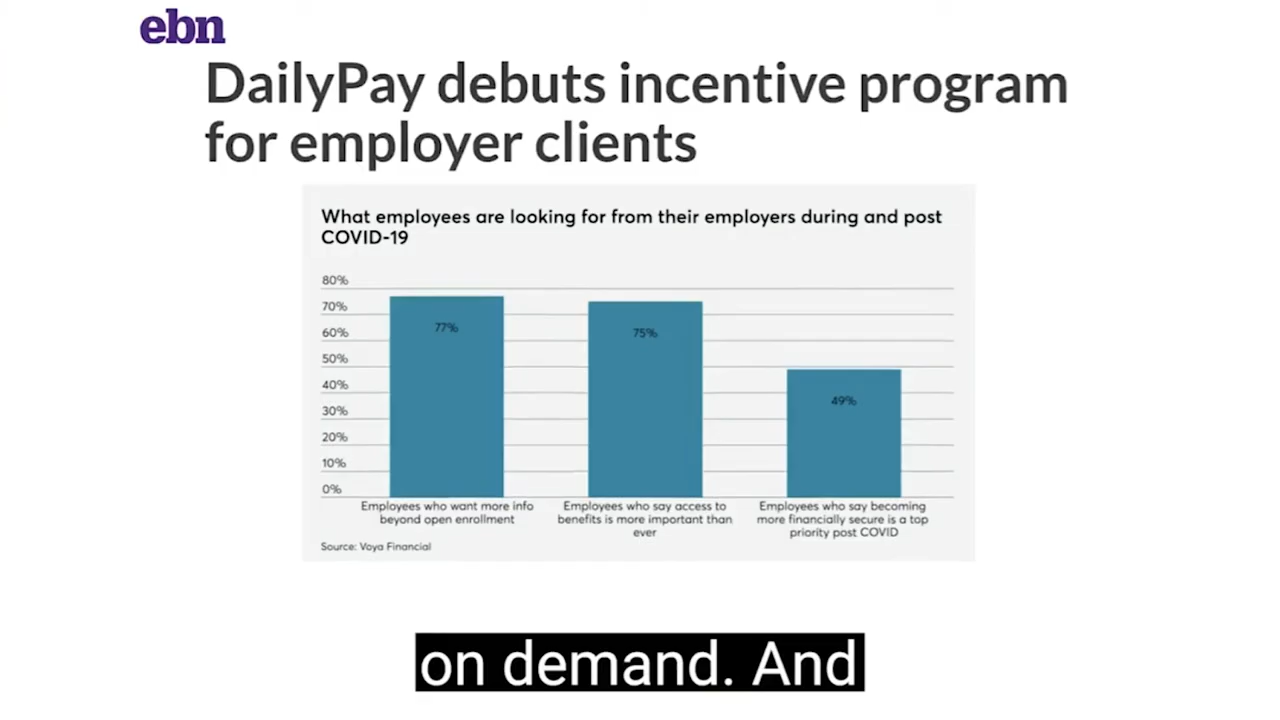 ebn
DailyPay debuts incentive program
for employer clients
What employees are looking for from their employers during and post
COVID-19
80%
70%
60%
50%
40%
30%
20%
10%
0%
77%
75%
49%
Employees who want more info
beyond open enrollment
Employees who say access to
benefits is more important than
ever
Employees who say becoming
more financially secure is a top
priority post COVID
Source: Voya Financial
on demand. And